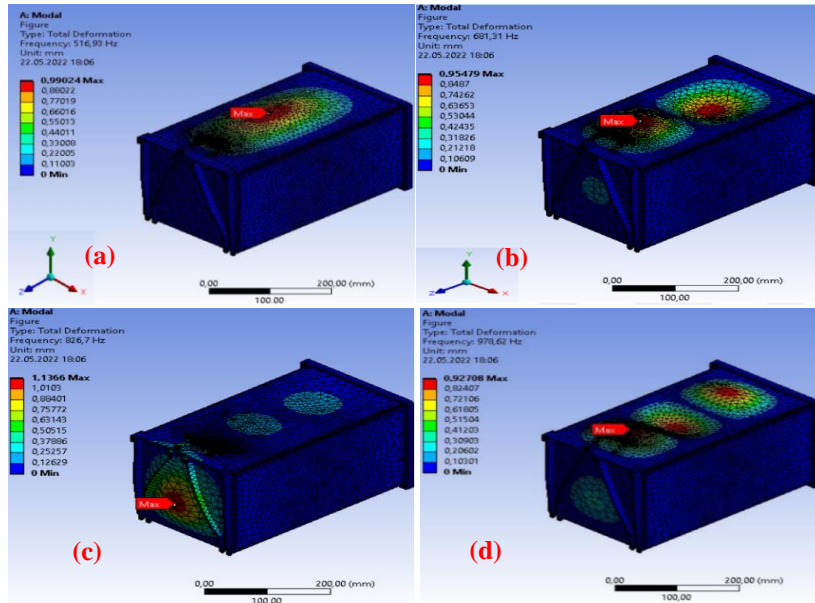 A: Modal
Figure
Type: Total Deformation
Frequency: 516,93 Hz
Unit: mm
22.05.2022 18:06
0.99024 Max
0,88022
0,77019
0,66016
0,55013
0,44011
0,33008
0,22005
0,11003
0 Min
Max
Y
Z
X
(a)
0,00
200,00 (mm)
100,00
A: Modal
Figure
Type: Total Deformation
Frequency: 681,31 Hz
Unit: mm
22.05.2022 18:06
0.95479 Max
0,8487
0,74262
0,63653
0,53044
0,42435
0,31826
0,21218
0,10609
0 Min
Max
Y
Z
X
(b)
0,00
200,00 (mm)
100,00
A: Modal
Figure
Type: Total Deformation
Frequency: 826,7 Hz
Unit: mm
22.05.2022 18:06
1.1366 Max
1,0103
0,88401
0,75772
0,63143
0,50515
0,37886
0,25257
0,12629
0 Min
Max
(c)
0,00
200,00 (mm)
100,00
A: Modal
Figure
Type: Total Deformation
Frequency: 978,62 Hz
Unit: mm
22.05.2022 18:06
0.92708 Max
0,82407
0,72106
0,61805
0,51504
0,41203
0,30903
0,20602
0,10301
0 Min
Max
(d)
0,00
200,00 (mm)
100,00